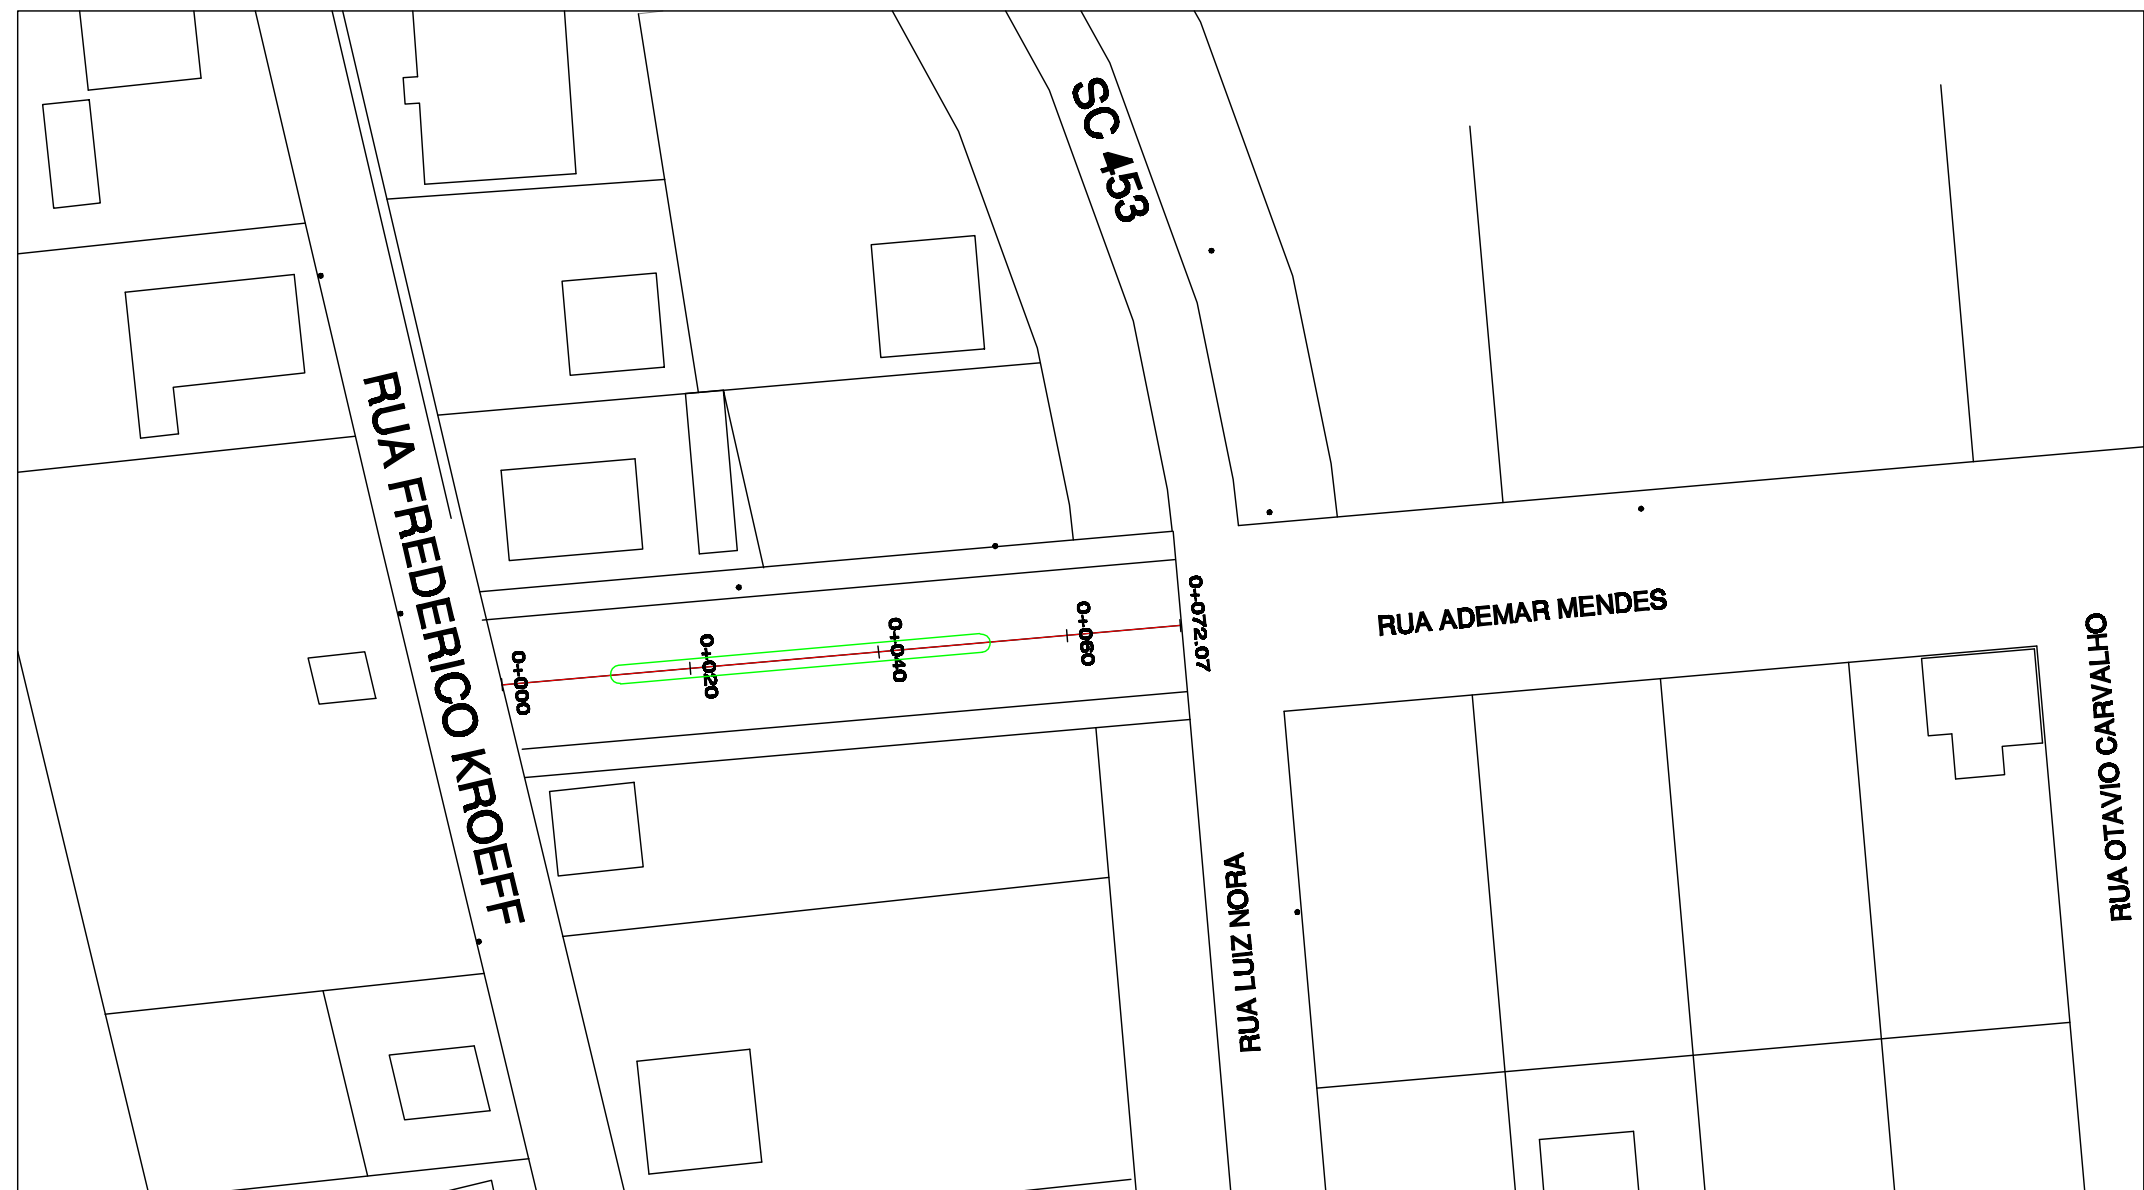 SC 453
RUA FREDERICO KROEFF
0+000
0+020
0+040
0+060
0+072.07
RUA ADEMAR MENDES
RUA LUIZ NORA
RUA OTAVIO CARVALHO